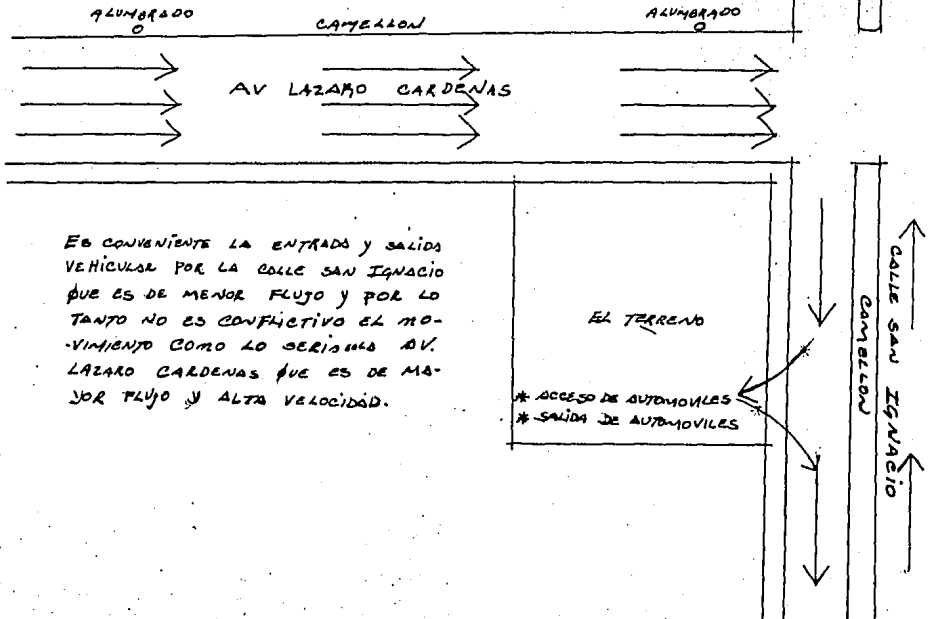 ALUMBRADO
CAMELLON
ALUMBRADO
AV LAZARO CARDENAS
ES CONVENIENTE LA ENTRADA Y SALIDA
VEHICULAR POR LA CALLE SAN IGNACIO
QUE ES DE MENOR FLUJO Y POR LO
TANTO NO ES CONFLICTIVO EL MO-
-VIMIENTO COMO LO SERIA LA AV.
LAZARO CARDENAS QUE ES DE MA-
YOR FLUJO Y ALTA VELOCIDAD.
EL TERRENO
* ACCESO DE AUTOMOVILES
* SALIDA DE AUTOMOVILES
CAMELLON
CALLE SAN IGNACIO